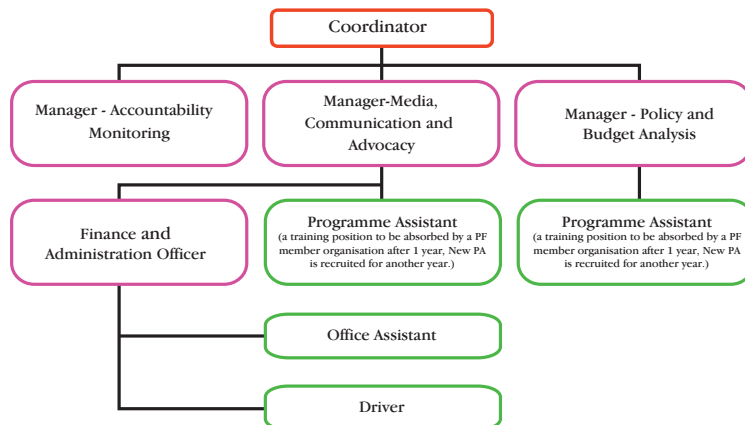 Coordinator
Manager - Accountability
Monitoring
Manager-Media,
Communication and
Advocacy
Manager - Policy and
Budget Analysis
Finance and
Administration Officer
Programme Assistant
(a training position to be absorbed by a PF
member organisation after 1 year, New PA
is recruited for another year.)
Programme Assistant
(a training position to be absorbed by a PF
member organisation after 1 year, New PA
is recruited for another year.)
Office Assistant
Driver